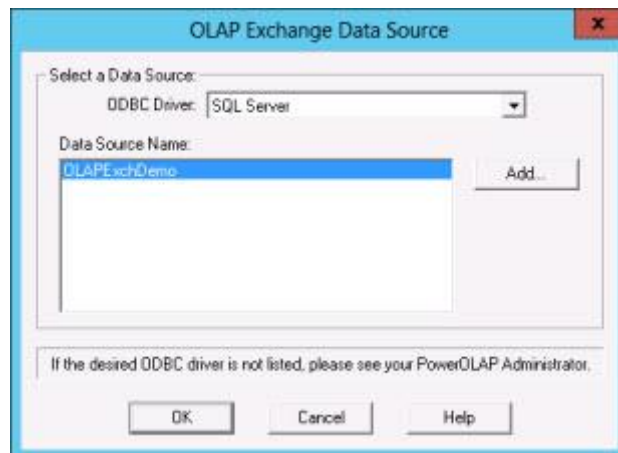 OLAP Exchange Data Source
x
Select a Data Source:
ODBC Driver: SQL Server
Data Source Name:
OLAPExchDemo
Add...
If the desired ODBC driver is not listed, please see your PowerOLAP Administrator.
OK Cancel Help